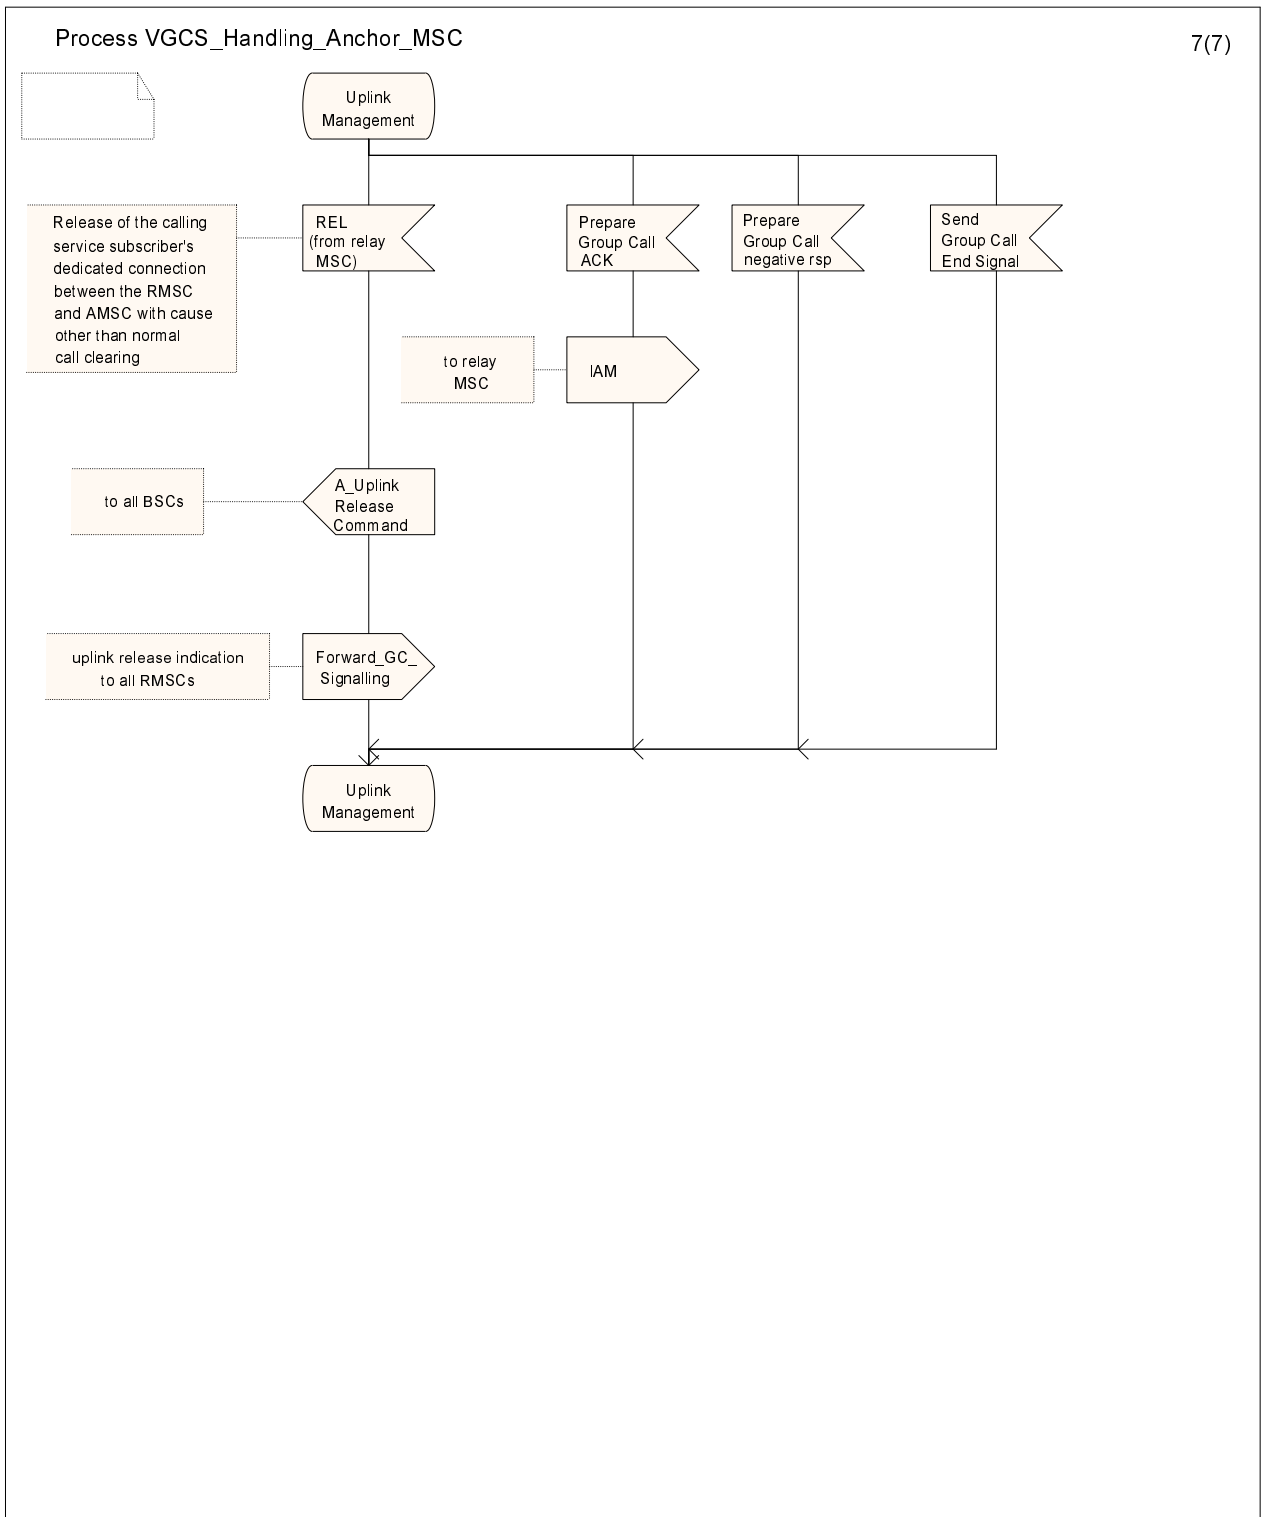 Process VGCS_Handling_Anchor_MSC
7(7)
Uplink
Management
Release of the calling
service subscriber's
dedicated connection
between the RMSC
and AMSC with cause
other than normal
call clearing
REL
(from relay
MSC)
Prepare
Group Call
ACK
Prepare
Group Call
negative rsp
Send
Group Call
End Signal
to relay
MSC
IAM
to all BSCs
A_Uplink
Release
Command
uplink release indication
to all RMSCs
Forward_GC_
Signalling
Uplink
Management